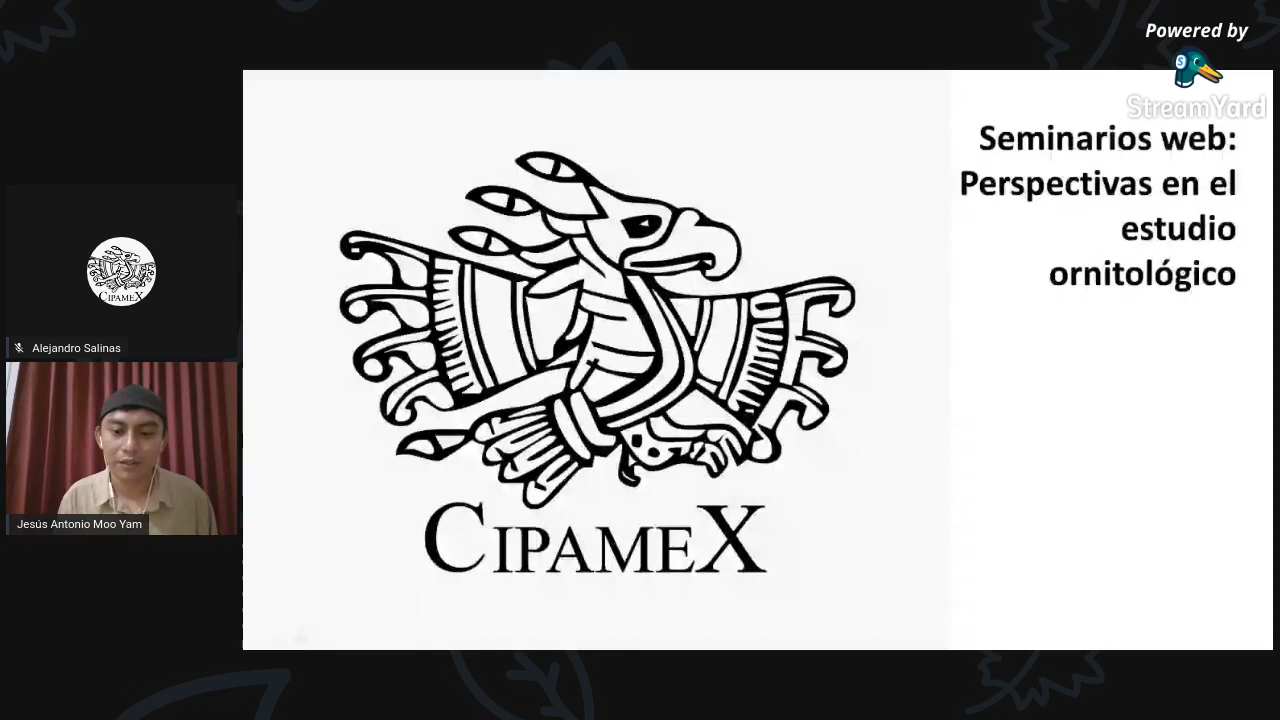 Powered by
StreamYard
Seminarios web:
Perspectivas en el
estudio
ornitológico
CIPAMEX
CIPAMEX
Alejandro Salinas
Jesús Antonio Moo Yam